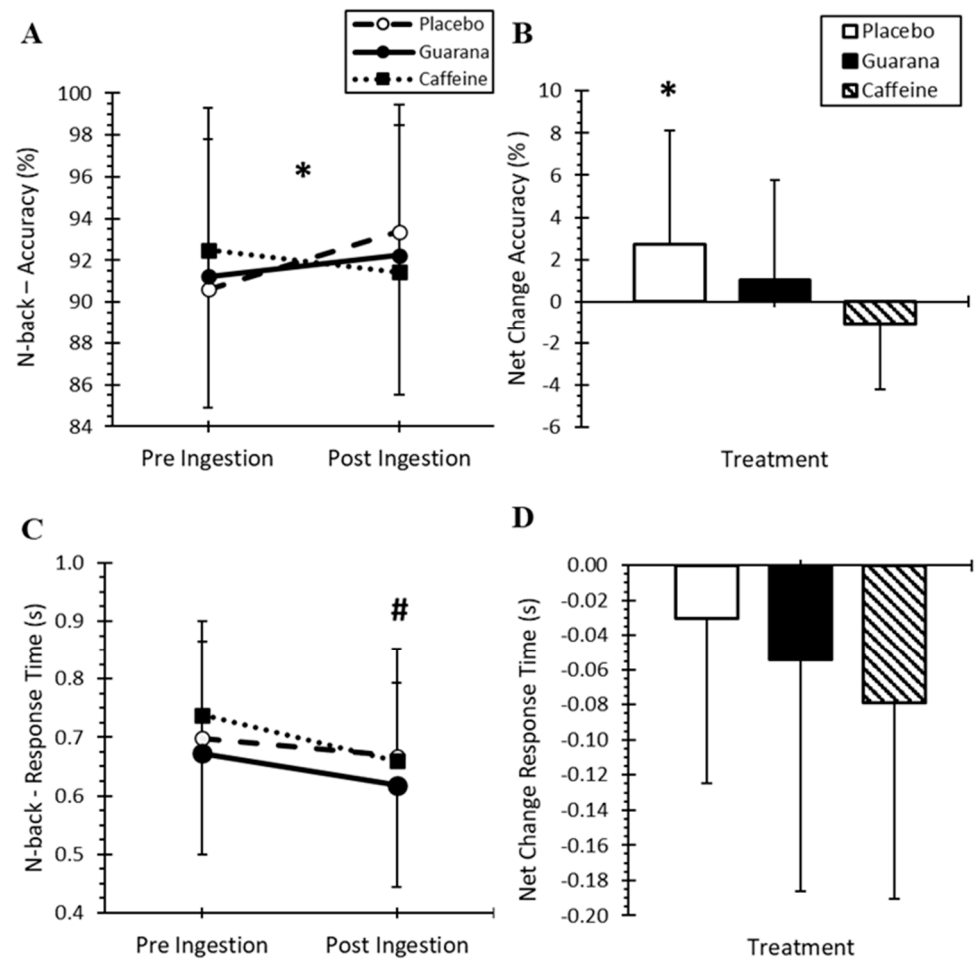 A
Placebo
Guarana
Caffeine
N-back – Accuracy (%)
100
98
96
94
92
90
88
86
84
*
Pre Ingestion
Post Ingestion
B
Placebo
Guarana
Caffeine
Net Change Accuracy (%)
10
8
6
4
2
0
-2
-4
-6
*
Treatment
C
N-back - Response Time (s)
1.0
0.9
0.8
0.7
0.6
0.5
0.4
#
Pre Ingestion
Post Ingestion
D
Net Change Response Time (s)
0.00
-0.02
-0.04
-0.06
-0.08
-0.10
-0.12
-0.14
-0.16
-0.18
-0.20
Treatment